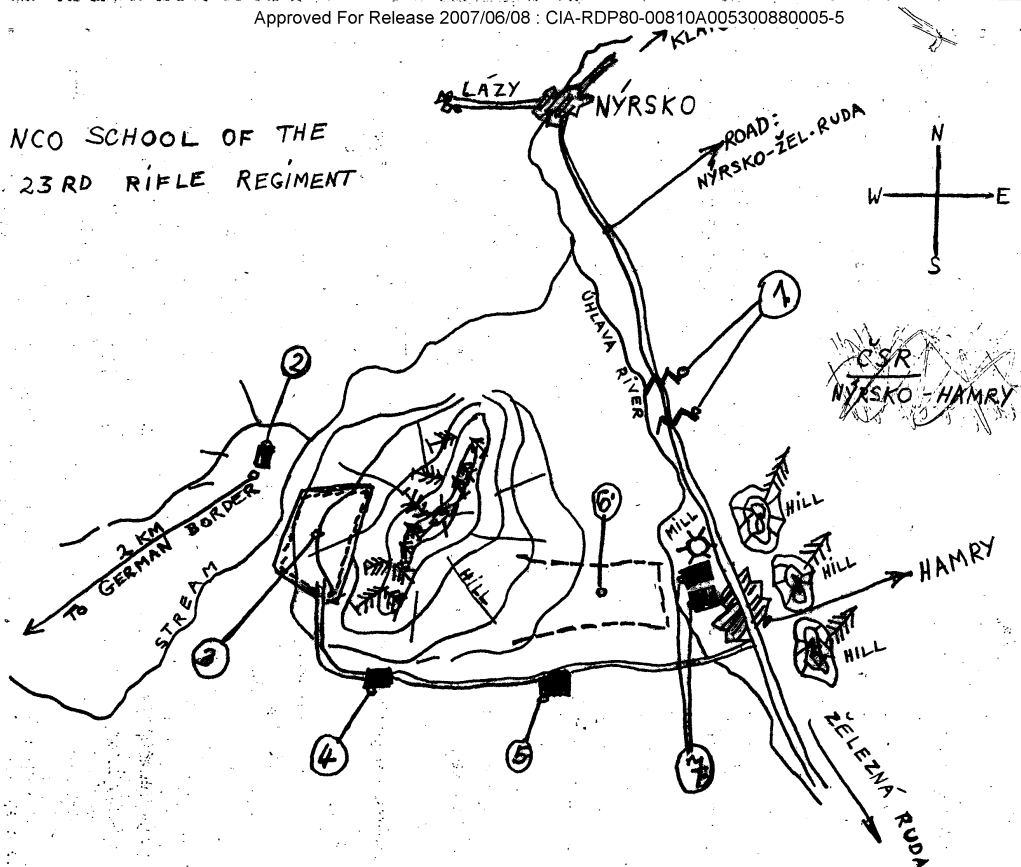 Approved For Release 2007/06/08 : CIA-RDP80-00810A005300880005-5
LÁZY
NÝRSKO
NCO SCHOOL OF THE
23RD RIFLE REGIMENT
ROAD:
NÝRSKO-ŽEL.RUDA
N
W E
S
1
ÚHLAVA RIVER
ČSR
NÝRSKO-HAMRY
2
2 KM
TO GERMAN BORDER
STREAM
HILL
6
MILL
HILL
HILL
HILL
HAMRY
3
4
5
7
ŽELEZNÁ RUDA